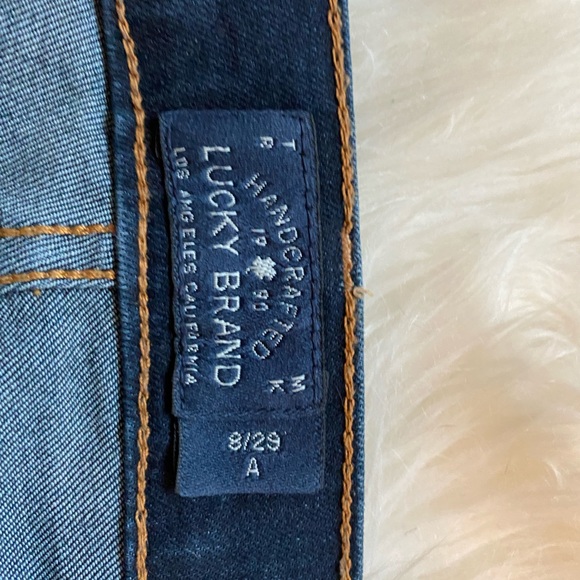 T M
R K
HANDCRAFTED
19 90
LUCKY BRAND
LOS ANGELES CALIFORNIA
8/29
A